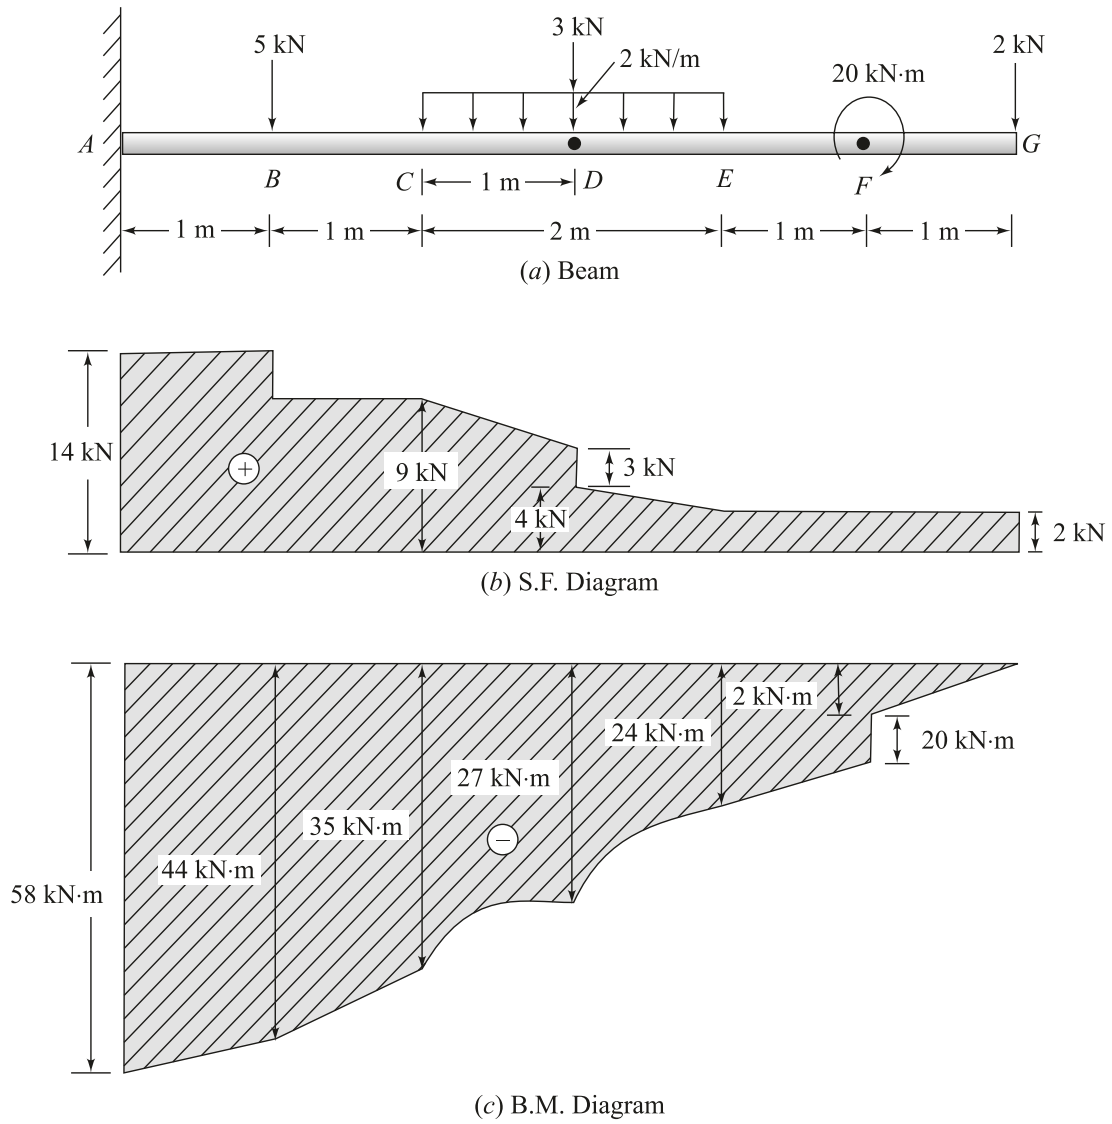 3 kN
5 kN
2 kN/m
2 kN
20 kN·m
A
G
B
C
1 m
D
E
F
1 m
1 m
2 m
1 m
1 m
(a) Beam
14 kN
+
9 kN
3 kN
4 kN
2 kN
(b) S.F. Diagram
2 kN·m
24 kN·m
20 kN·m
27 kN·m
35 kN·m
−
44 kN·m
58 kN·m
(c) B.M. Diagram